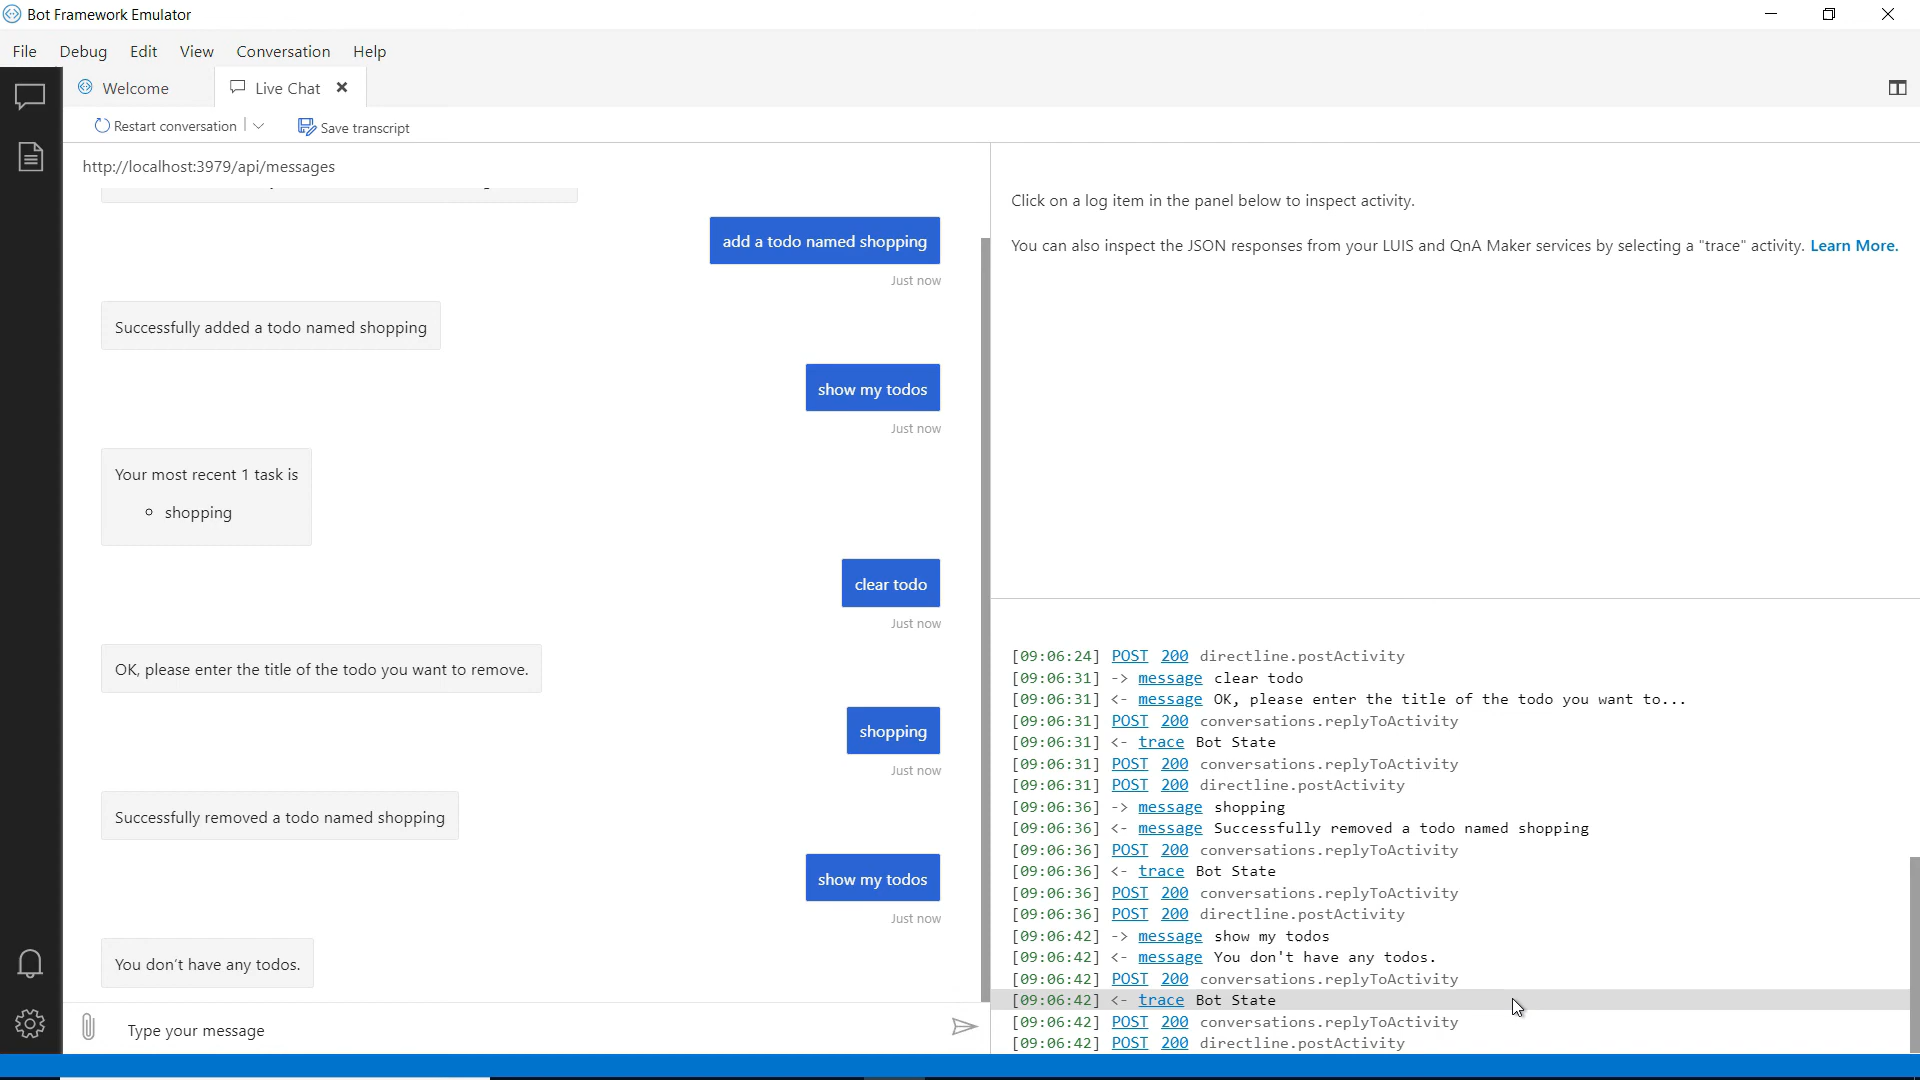 Bot Framework Emulator
File Debug Edit View Conversation Help
Welcome Live Chat
Restart conversation Save transcript
http://localhost:3979/api/messages
add a todo named shopping
Just now
Successfully added a todo named shopping
show my todos
Just now
Your most recent 1 task is
shopping
clear todo
Just now
OK, please enter the title of the todo you want to remove.
shopping
Just now
Successfully removed a todo named shopping
show my todos
Just now
You don't have any todos.
Type your message
Click on a log item in the panel below to inspect activity.
You can also inspect the JSON responses from your LUIS and QnA Maker services by selecting a "trace" activity. Learn More.
[09:06:24] POST 200 directline.postActivity
[09:06:31] -> message clear todo
[09:06:31] <- message OK, please enter the title of the todo you want to...
[09:06:31] POST 200 conversations.replyToActivity
[09:06:31] <- trace Bot State
[09:06:31] POST 200 conversations.replyToActivity
[09:06:31] POST 200 directline.postActivity
[09:06:36] -> message shopping
[09:06:36] <- message Successfully removed a todo named shopping
[09:06:36] POST 200 conversations.replyToActivity
[09:06:36] <- trace Bot State
[09:06:36] POST 200 conversations.replyToActivity
[09:06:36] POST 200 directline.postActivity
[09:06:42] -> message show my todos
[09:06:42] <- message You don't have any todos.
[09:06:42] POST 200 conversations.replyToActivity
[09:06:42] <- trace Bot State
[09:06:42] POST 200 conversations.replyToActivity
[09:06:42] POST 200 directline.postActivity